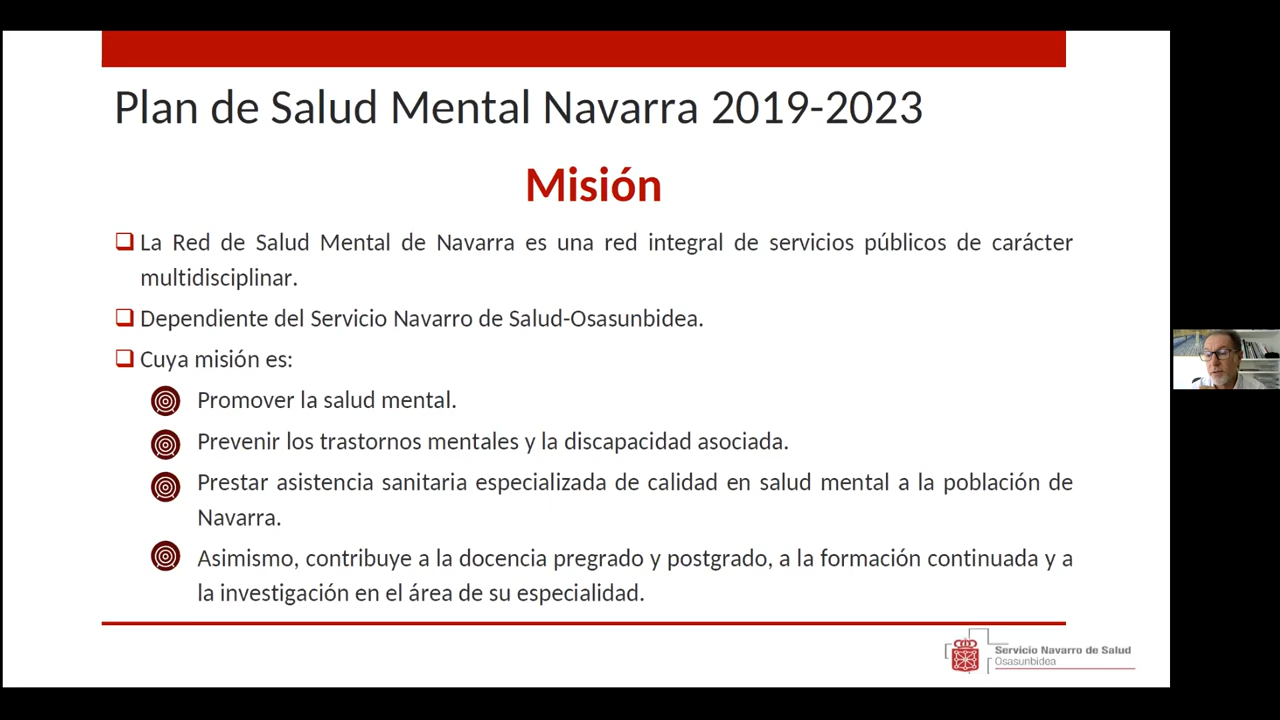 Plan de Salud Mental Navarra 2019-2023
Misión
La Red de Salud Mental de Navarra es una red integral de servicios públicos de carácter
multidisciplinar.
Dependiente del Servicio Navarro de Salud-Osasunbidea.
Cuya misión es:
Promover la salud mental.
Prevenir los trastornos mentales y la discapacidad asociada.
Prestar asistencia sanitaria especializada de calidad en salud mental a la población de
Navarra.
Asimismo, contribuye a la docencia pregrado y postgrado, a la formación continuada y a
la investigación en el área de su especialidad.
Servicio Navarro de Salud
Osasunbidea